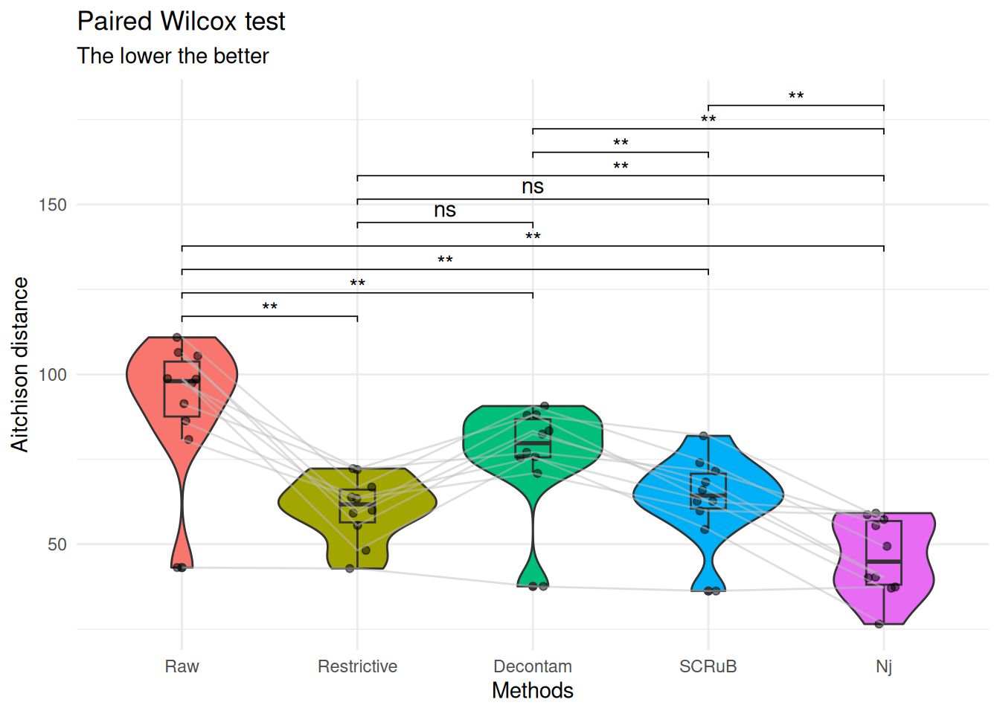 Paired Wilcox test
The lower the better
**
**
**
**
ns
ns
**
**
**
**
150
100
50
Aitchison distance
Raw Restrictive Decontam SCRuB Nj
Methods